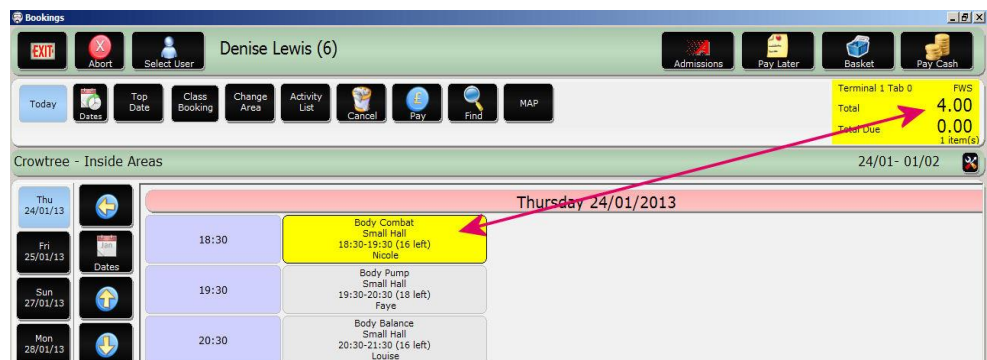 Bookings
EXIT
Abort
Select User
Denise Lewis (6)
Admissions
Pay Later
Basket
Pay Cash
Today
Dates
Top Date
Class Booking
Change Area
Activity List
Cancel
Pay
Find
MAP
Terminal 1 Tab 0 FWS
Total 4.00
Total Due 0.00
1 item(s)
Crowtree - Inside Areas
24/01- 01/02
Thu
24/01/13
Fri
25/01/13
Sun
27/01/13
Mon
28/01/13
Jan
Dates
Thursday 24/01/2013
18:30
Body Combat
Small Hall
18:30-19:30 (16 left)
Nicole
19:30
Body Pump
Small Hall
19:30-20:30 (18 left)
Faye
20:30
Body Balance
Small Hall
20:30-21:30 (16 left)
Louise